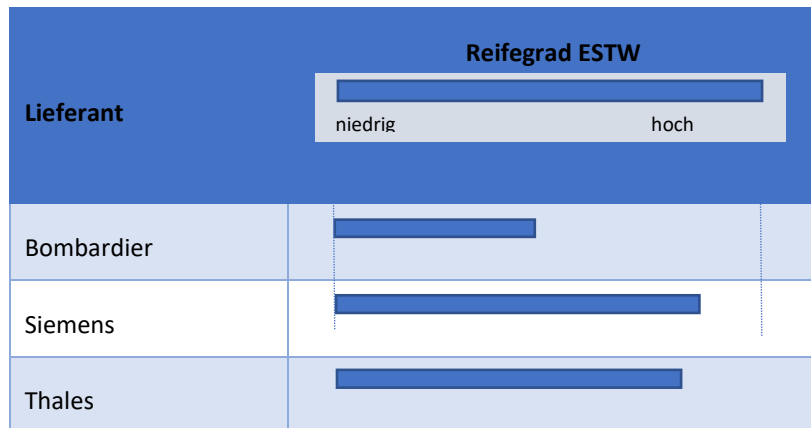 Reifegrad ESTW
Lieferant
niedrig
hoch
Bombardier
Siemens
Thales